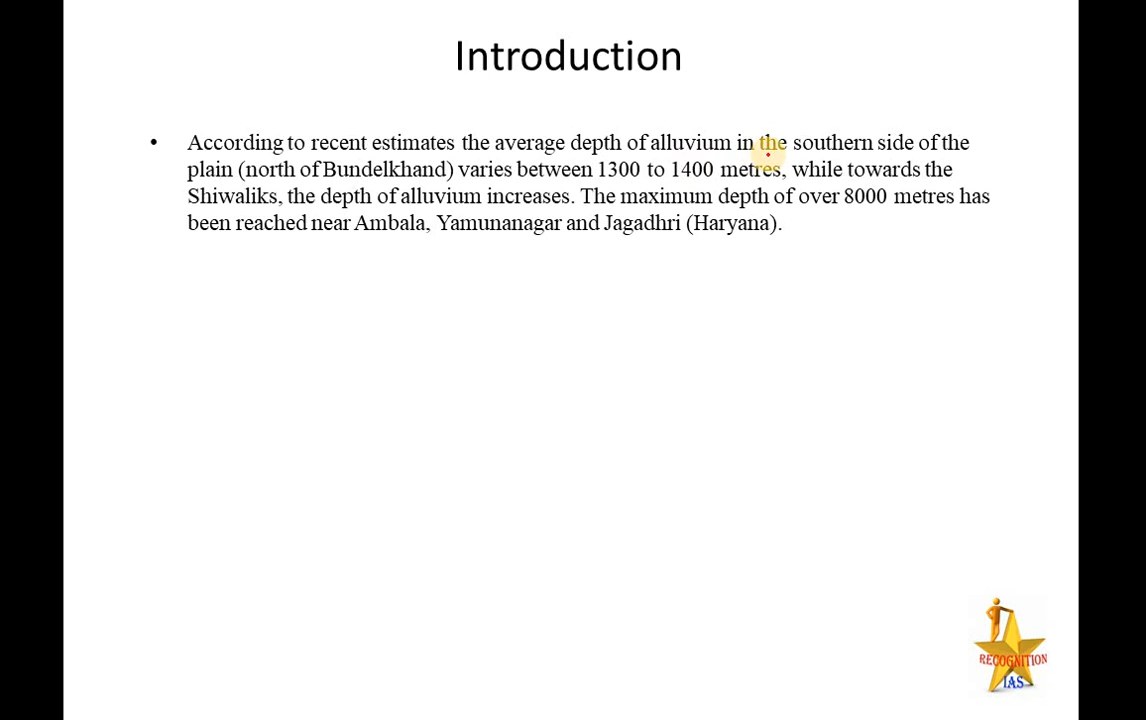 Introduction
• According to recent estimates the average depth of alluvium in the southern side of the
plain (north of Bundelkhand) varies between 1300 to 1400 metres, while towards the
Shiwaliks, the depth of alluvium increases. The maximum depth of over 8000 metres has
been reached near Ambala, Yamunanagar and Jagadhri (Haryana).
RECOGNITION
IAS